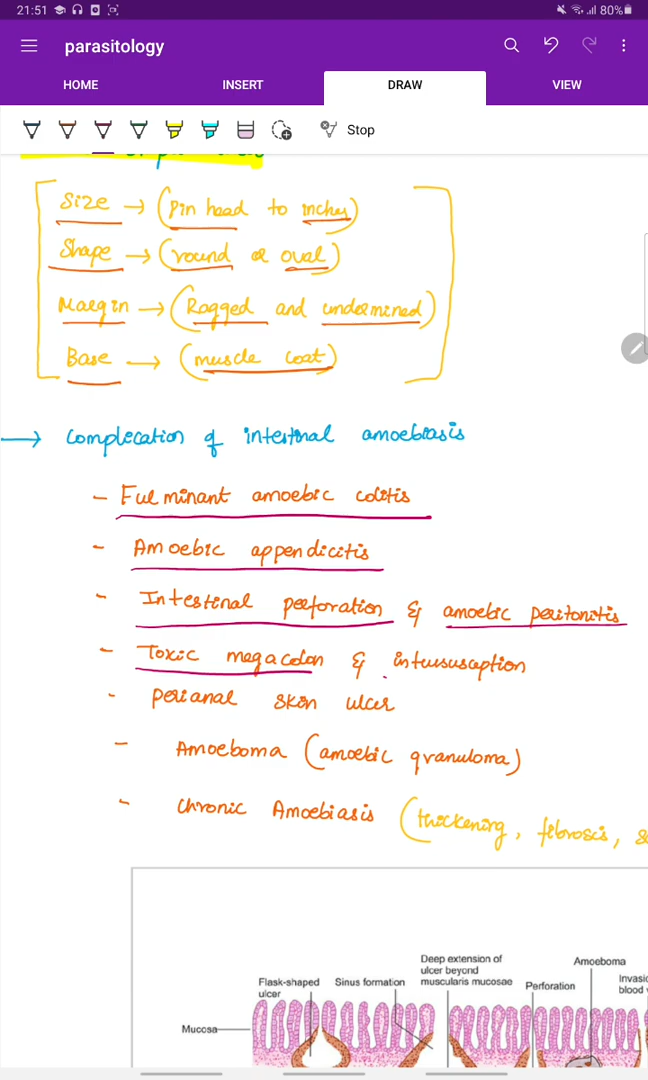 21:51 80%
parasitology
HOME INSERT DRAW VIEW
Stop
Size → (pin head to inches)
Shape → (round or oval)
Margin → (Ragged and undermined)
Base → (muscle coat)
→ Complecation of intestinal amoebiasis
- Fulminant amoebic colitis
- Amoebic appendicitis
- Intestinal perforation & amoebic peritonitis
- Toxic megacolon & intususception
- perianal skin ulcer
- Amoeboma (amoebic granuloma)
- Chronic Amoebiasis (thickening, fibrosis, s
Deep extension of
ulcer beyond
muscularis mucosae
Amoeboma
Flask-shaped
ulcer
Sinus formation
Perforation
Invasi
blood
Mucosa